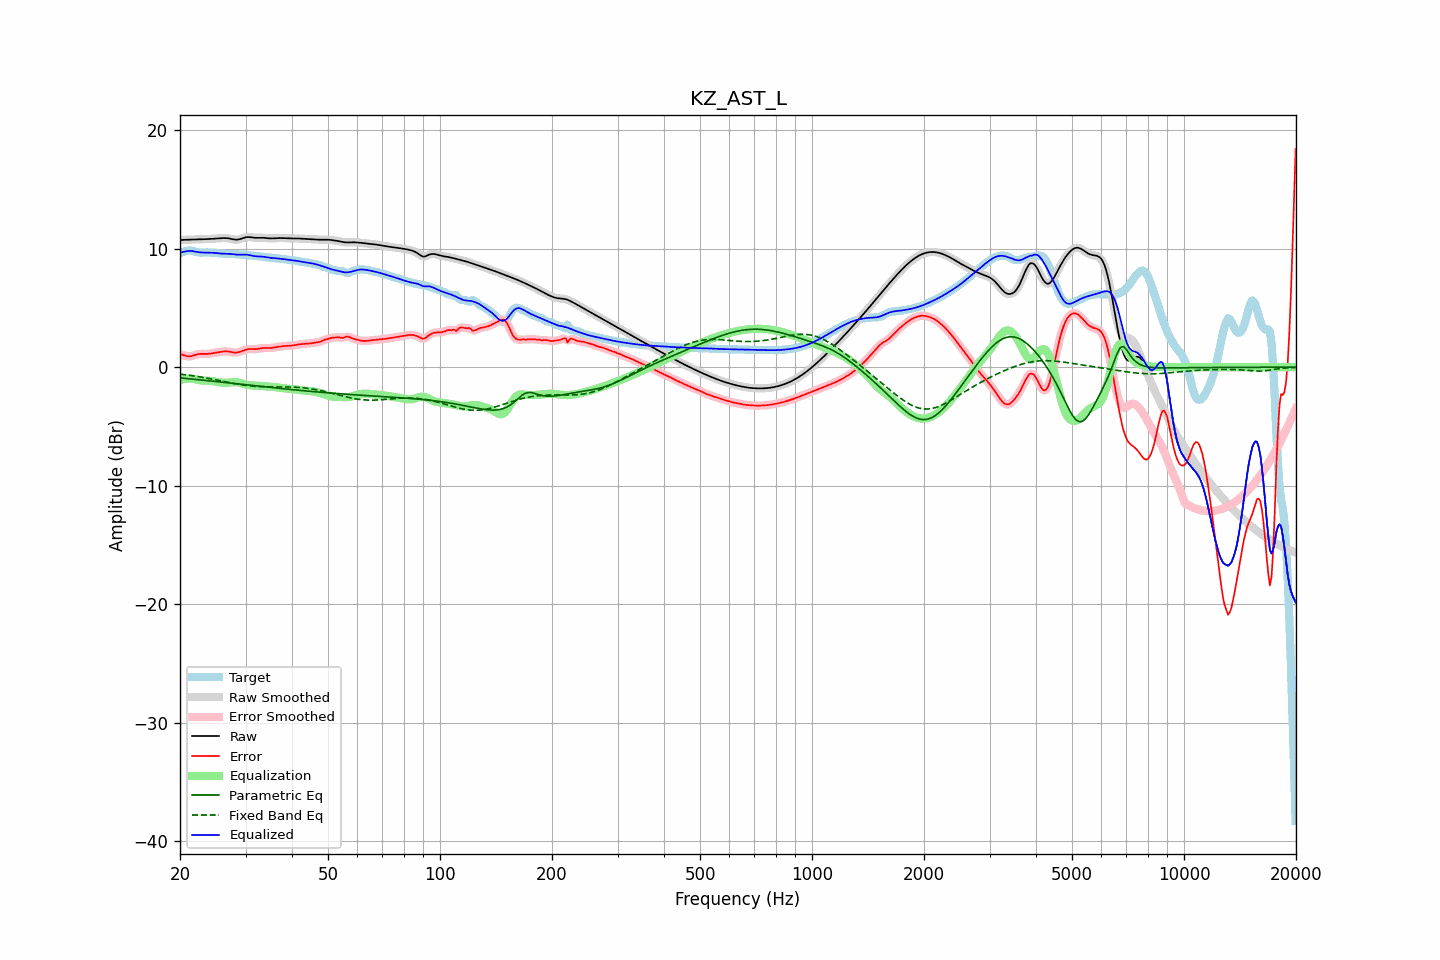 KZ_AST_L
20
10
0
−10
−20
−30
−40
Amplitude (dBr)
Target
Raw Smoothed
Error Smoothed
Raw
Error
Equalization
Parametric Eq
Fixed Band Eq
Equalized
20 50 100 200 500 1000 2000 5000 10000 20000
Frequency (Hz)